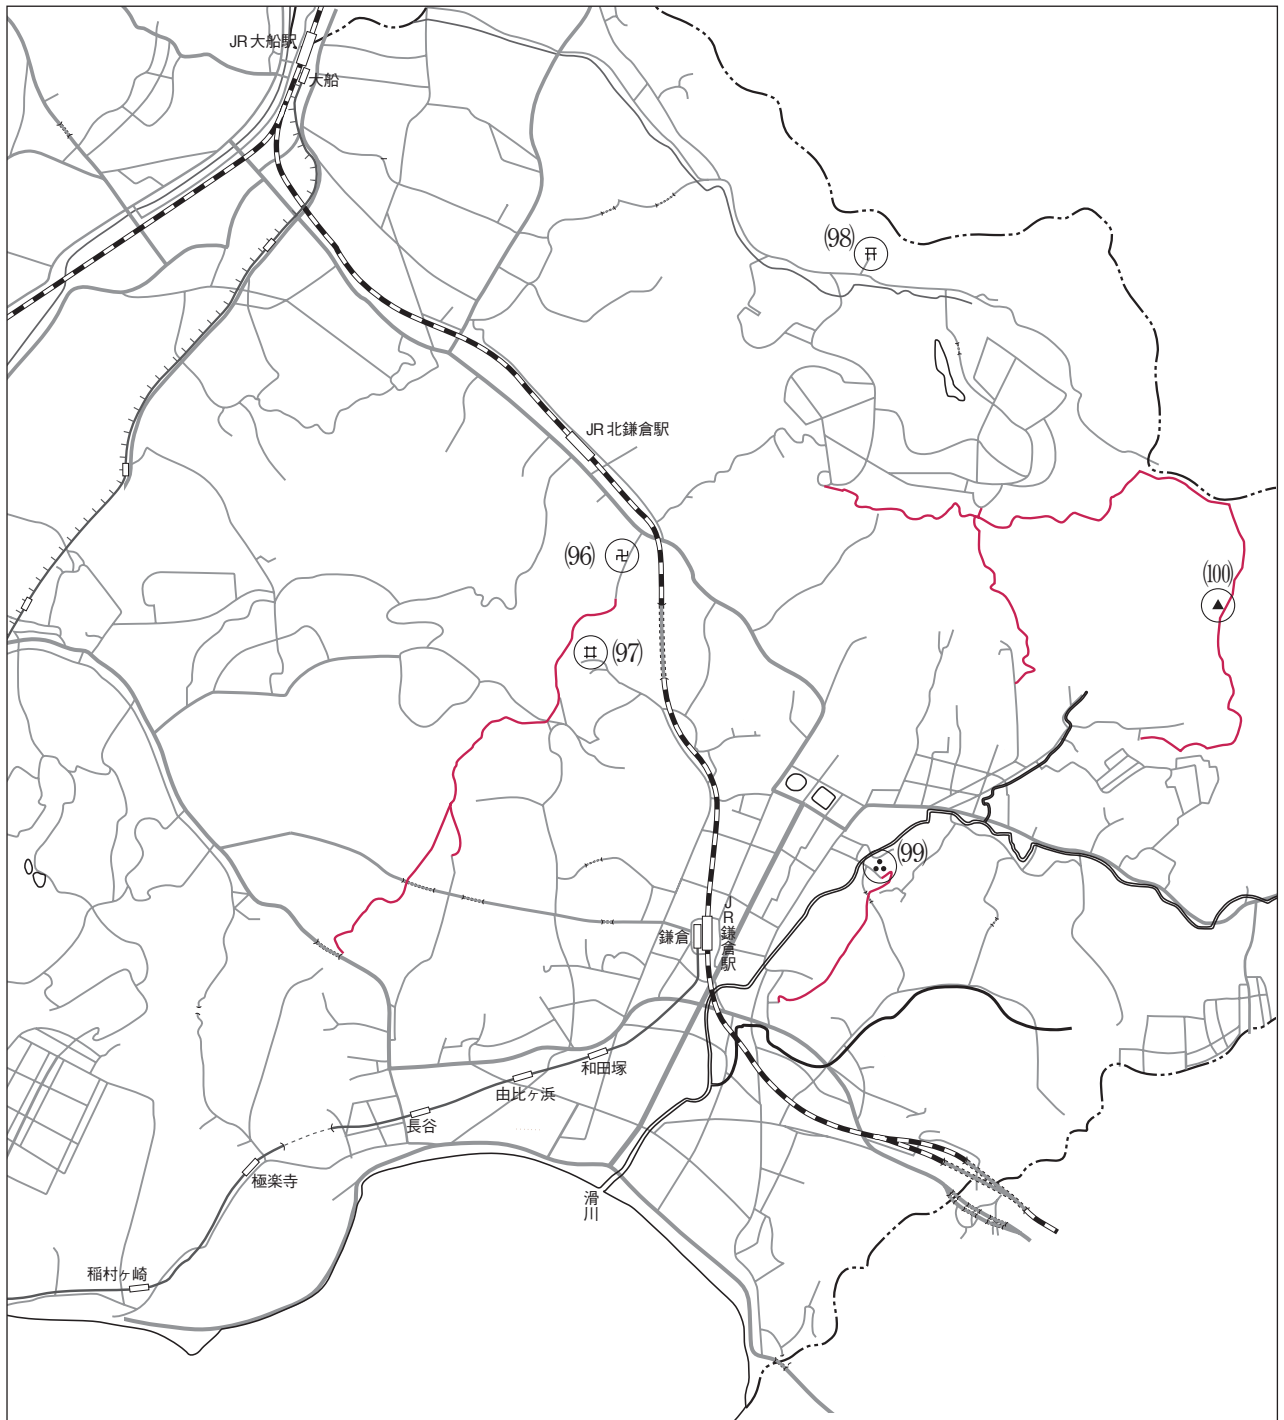 JR大船駅
大船
(98)
JR北鎌倉駅
(96)
卍
(97)
(100)
(99)
JR鎌倉駅
鎌倉
和田塚
由比ヶ浜
長谷
極楽寺
滑川
稲村ヶ崎